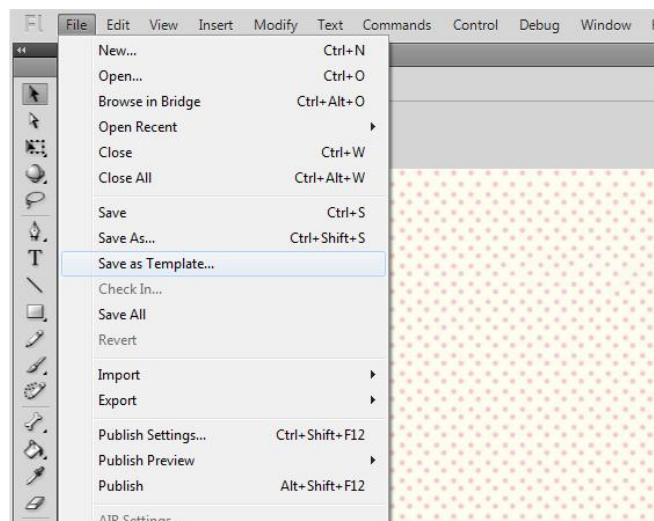 Fl File Edit View Insert Modify Text Commands Control Debug Window
New... Ctrl+N
Open... Ctrl+O
Browse in Bridge Ctrl+Alt+O
Open Recent
Close Ctrl+W
Close All Ctrl+Alt+W
Save Ctrl+S
Save As... Ctrl+Shift+S
Save as Template...
Check In...
Save All
Revert
Import
Export
Publish Settings... Ctrl+Shift+F12
Publish Preview
Publish Alt+Shift+F12
AIR Settings
T